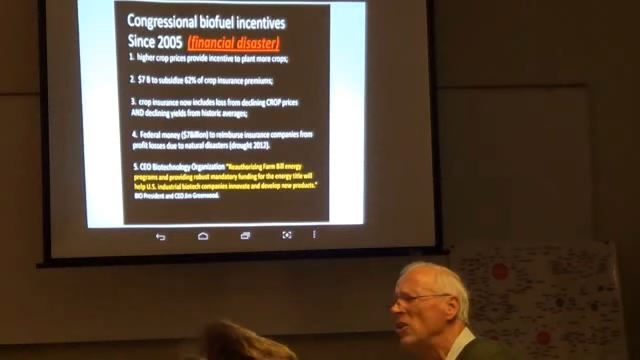 Congressional biofuel incentives
Since 2005 (financial disaster)
1. higher crop prices provide incentive to plant more crops;
2. $7 B to subsidize 62% of crop insurance premiums;
3. crop insurance now includes loss from declining CROP prices
AND declining yields from historic averages;
4. Federal money ($7Billion) to reimburse insurance companies from
profit losses due to natural disasters (drought 2012).
5. CEO Biotechnology Organization "Reauthorizing Farm Bill energy
programs and providing robust mandatory funding for the energy title will
help U.S. industrial biotech companies innovate and develop new products."
BIO President and CEO Jim Greenwood.